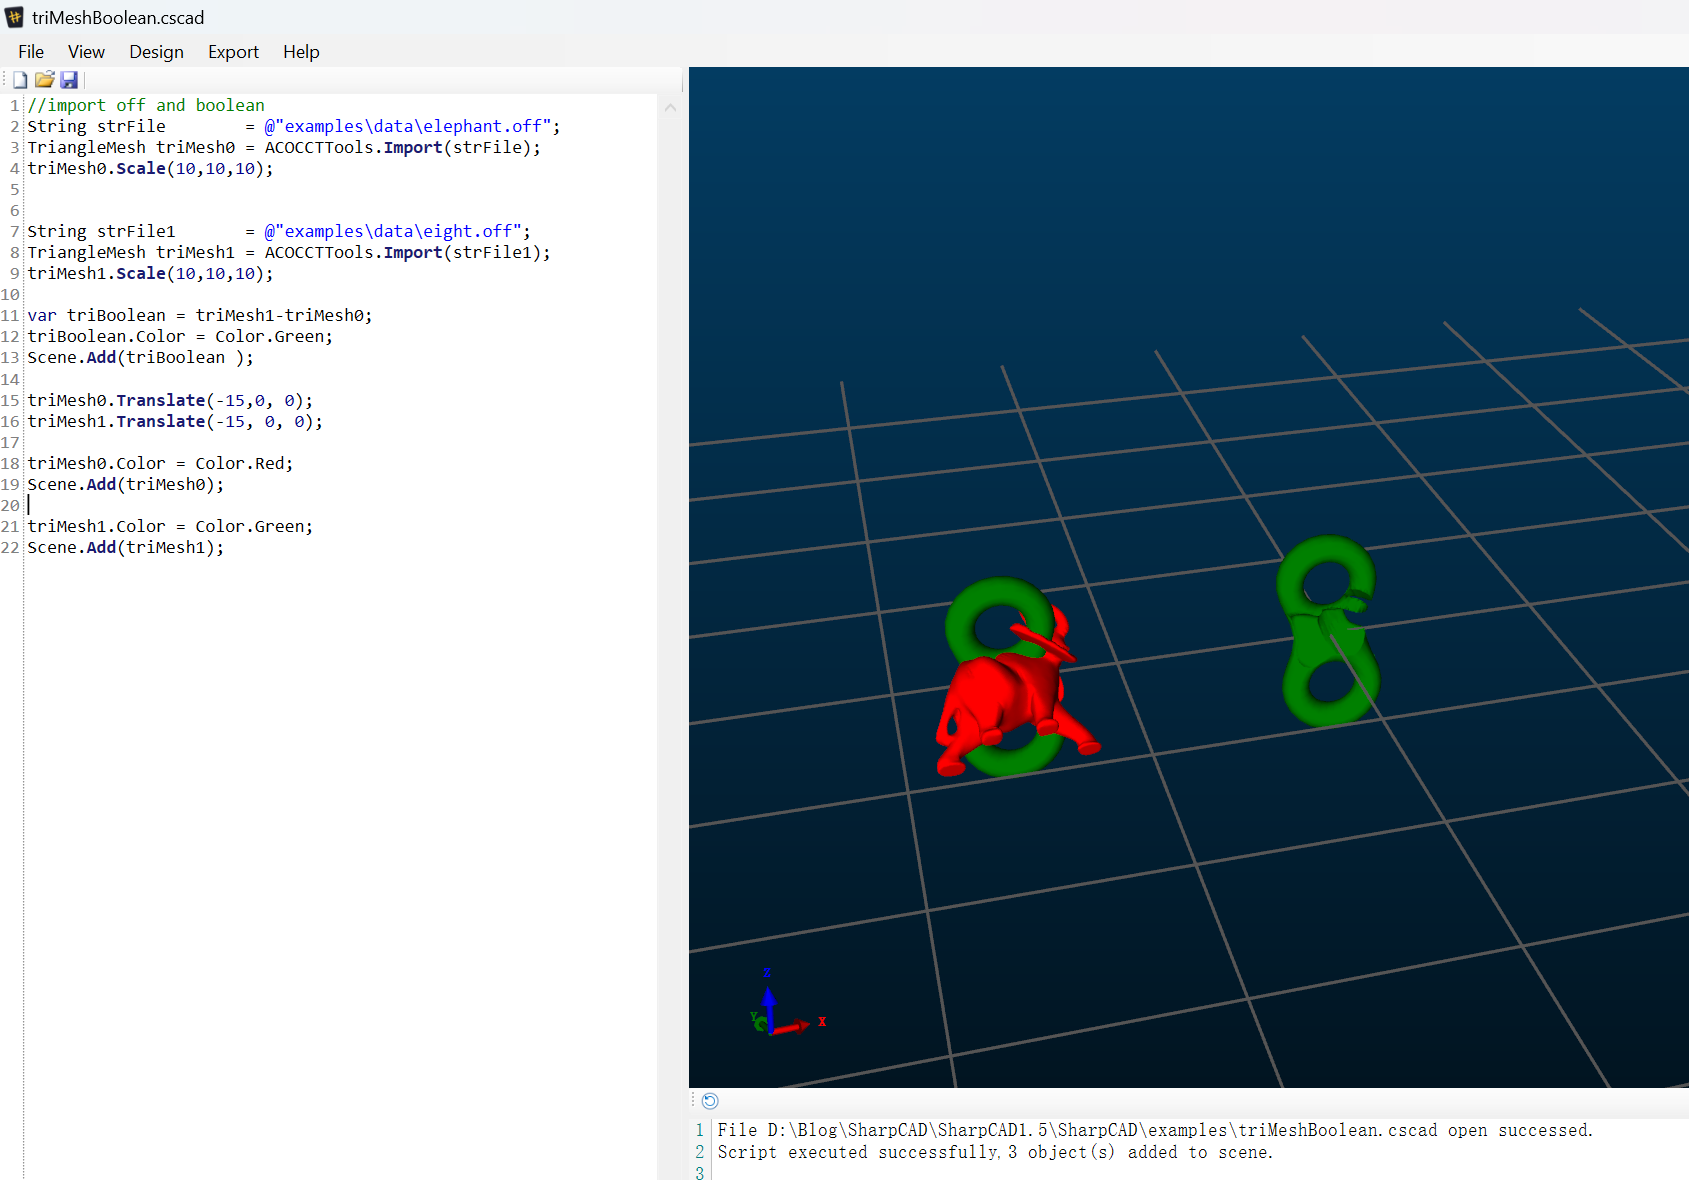 triMeshBoolean.cscad
File View Design Export Help
1 //import off and boolean
2 String strFile        = @"examples\data\elephant.off";
3 TriangleMesh triMesh0 = ACOCCTTools.Import(strFile);
4 triMesh0.Scale(10,10,10);
5
6
7 String strFile1       = @"examples\data\eight.off";
8 TriangleMesh triMesh1 = ACOCCTTools.Import(strFile1);
9 triMesh1.Scale(10,10,10);
10
11 var triBoolean = triMesh1-triMesh0;
12 triBoolean.Color = Color.Green;
13 Scene.Add(triBoolean );
14
15 triMesh0.Translate(-15,0, 0);
16 triMesh1.Translate(-15, 0, 0);
17
18 triMesh0.Color = Color.Red;
19 Scene.Add(triMesh0);
20
21 triMesh1.Color = Color.Green;
22 Scene.Add(triMesh1);
Z
Y
X
1 File D:\Blog\SharpCAD\SharpCAD1.5\SharpCAD\examples\triMeshBoolean.cscad open successed.
2 Script executed successfully,3 object(s) added to scene.
3